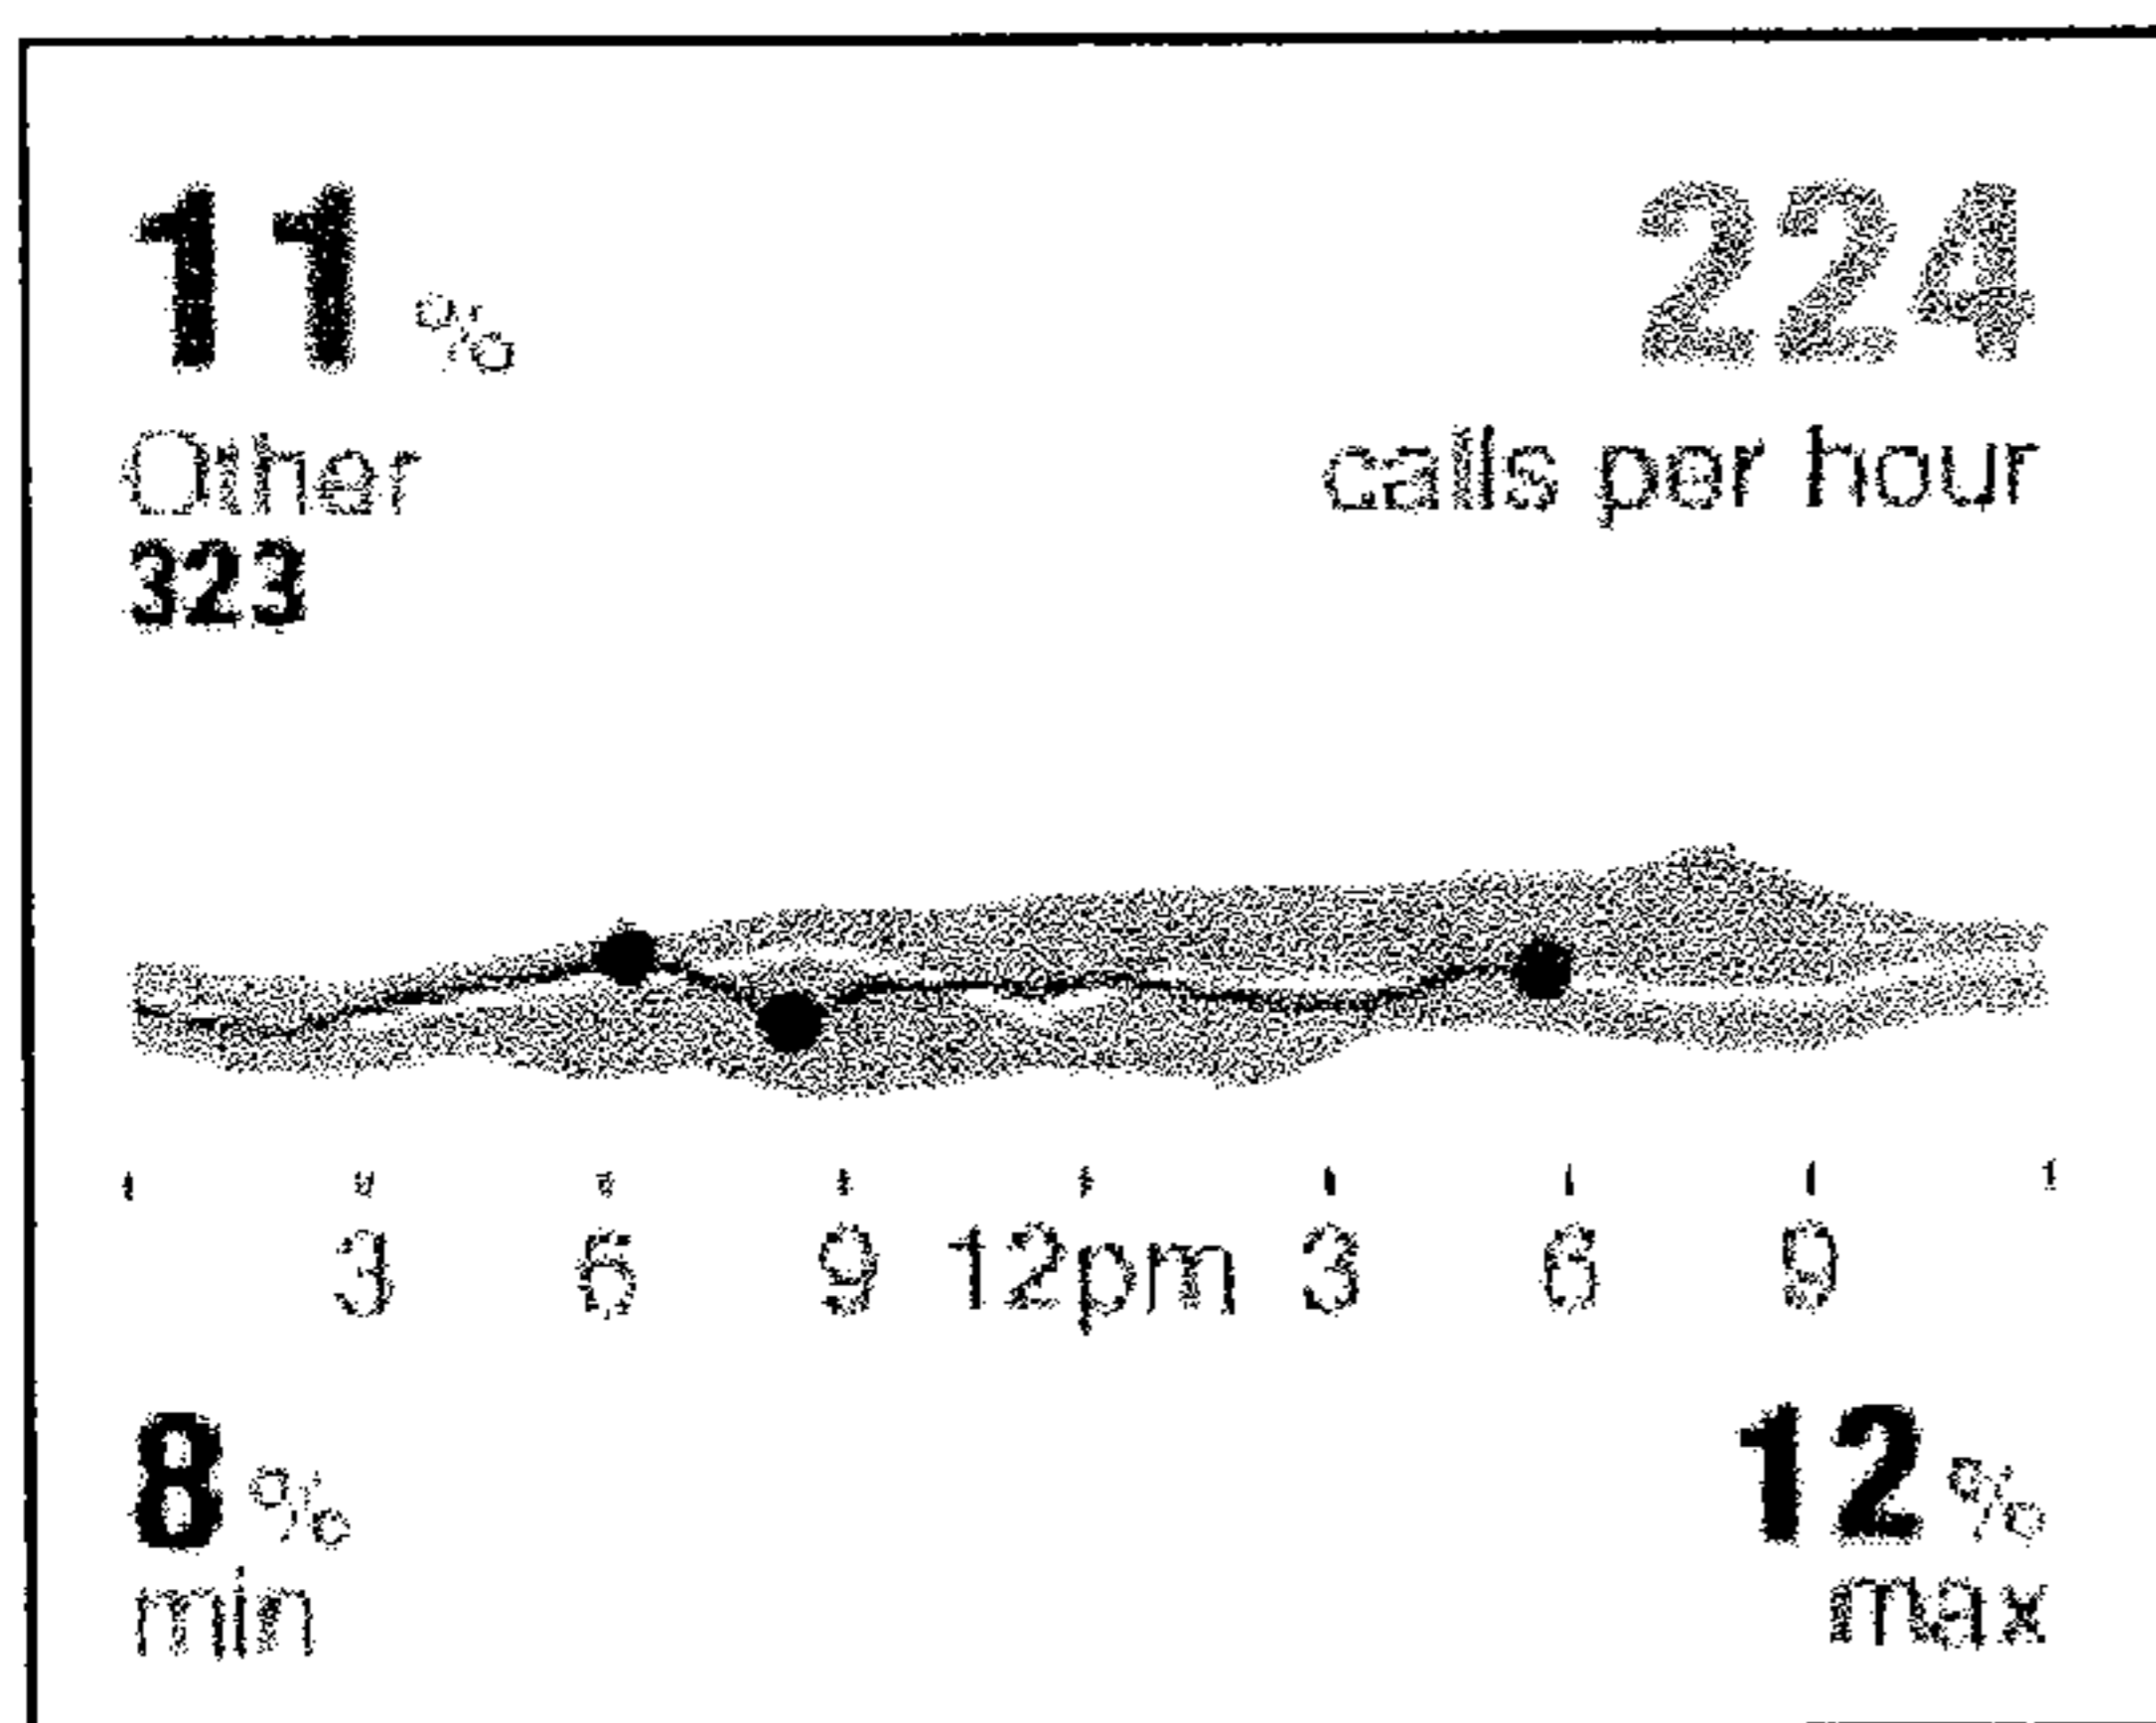 11 % 224
Other calls per hour
323
3 6 9 12pm 3 6 9
8 % 12 %
min max